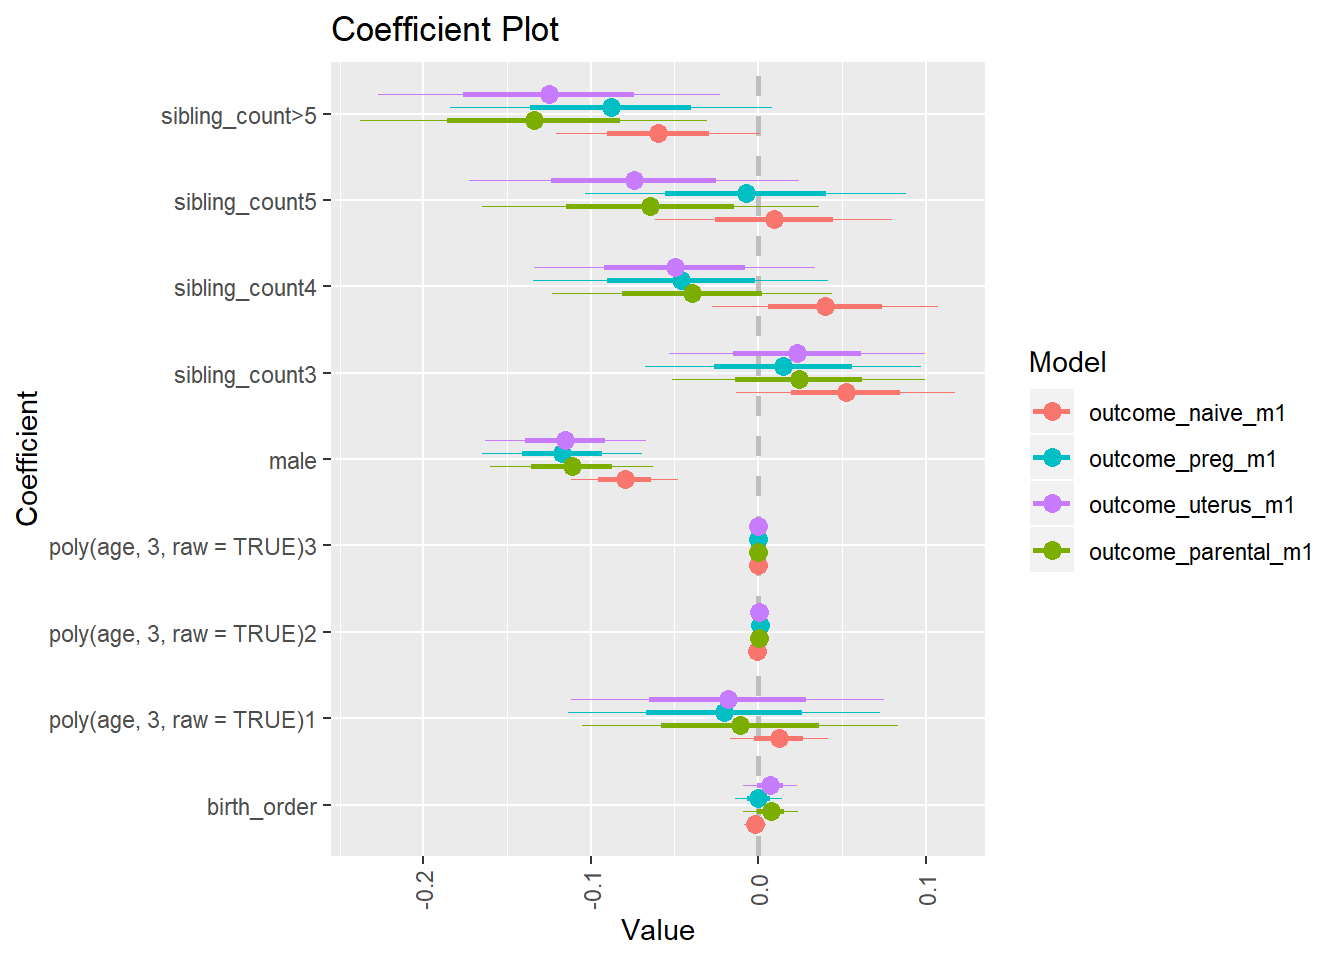 Coefficient Plot
Coefficient
sibling_count>5
sibling_count5
sibling_count4
sibling_count3
male
poly(age, 3, raw = TRUE)3
poly(age, 3, raw = TRUE)2
poly(age, 3, raw = TRUE)1
birth_order
-0.2
-0.1
0.0
0.1
Value
Model
outcome_naive_m1
outcome_preg_m1
outcome_uterus_m1
outcome_parental_m1